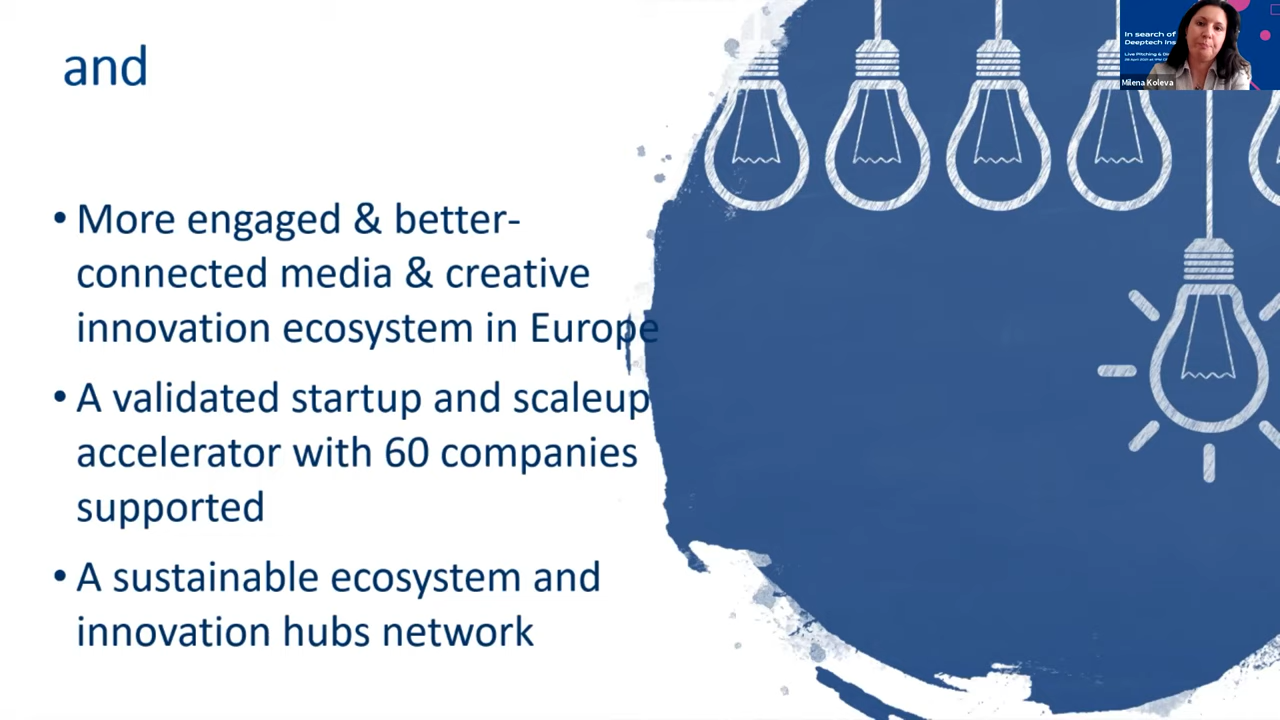 and
• More engaged & better-
connected media & creative
innovation ecosystem in Europe
• A validated startup and scaleup
accelerator with 60 companies
supported
• A sustainable ecosystem and
innovation hubs network
In search of
Deeptech
Live Pitching &
Milena Koleva